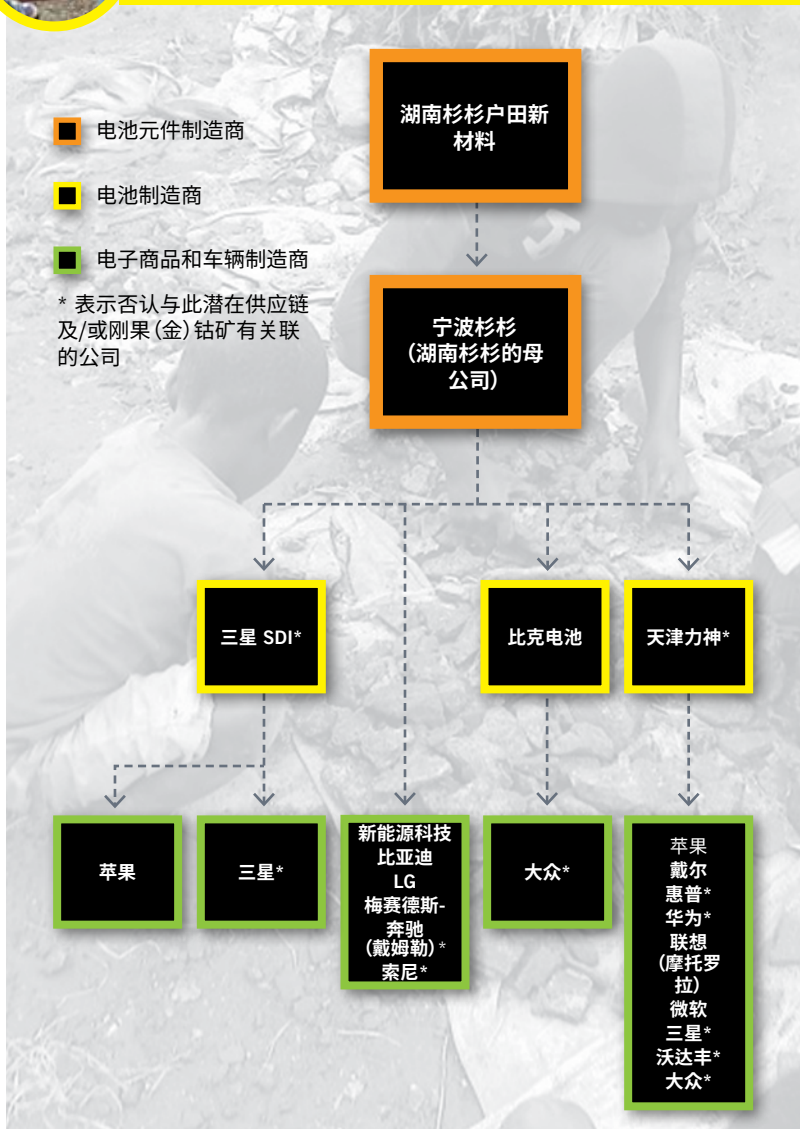 湖南杉杉户田新
材料
电池元件制造商
电池制造商
电子商品和车辆制造商
* 表示否认与此潜在供应链
及/或刚果(金)钴矿有关联
的公司
宁波杉杉
(湖南杉杉的母
公司)
三星 SDI*
比克电池
天津力神*
苹果
三星*
新能源科技
比亚迪
LG
梅赛德斯-
奔驰
(戴姆勒)*
索尼*
大众*
苹果
戴尔
惠普*
华为*
联想
(摩托罗
拉)
微软
三星*
沃达丰*
大众*